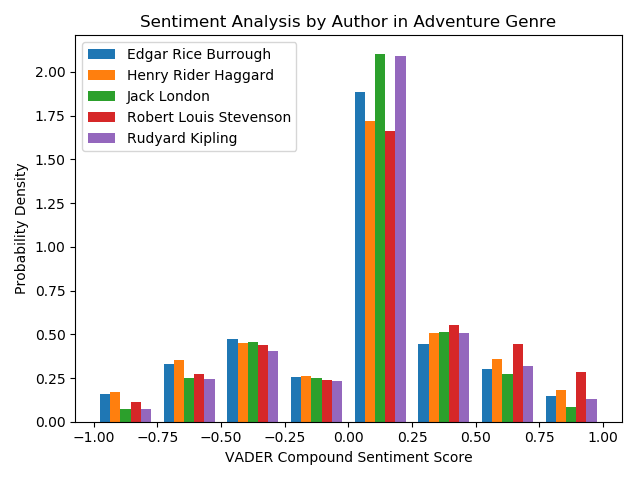 Sentiment Analysis by Author in Adventure Genre
Edgar Rice Burrough
Henry Rider Haggard
Jack London
Robert Louis Stevenson
Rudyard Kipling
Probability Density
2.00
1.75
1.50
1.25
1.00
0.75
0.50
0.25
0.00
−1.00 −0.75 −0.50 −0.25 0.00 0.25 0.50 0.75 1.00
VADER Compound Sentiment Score